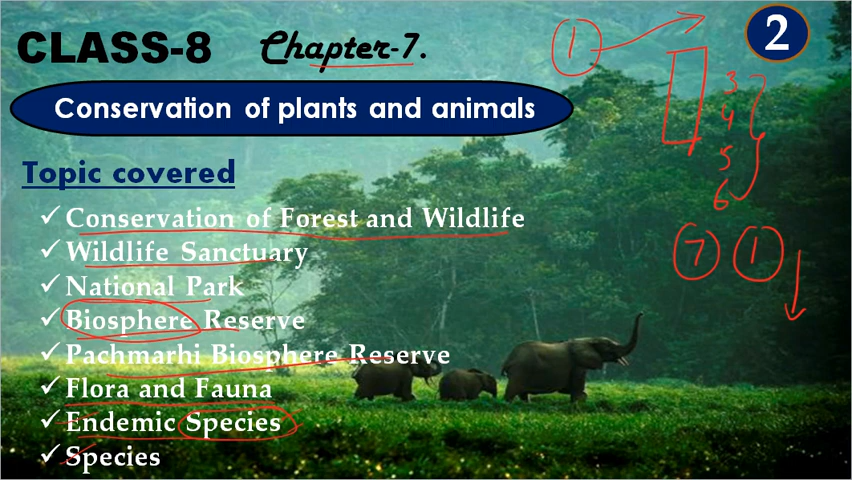 CLASS-8 Chapter-7.
2
1
Conservation of plants and animals
3
4
5
6
Topic covered
✓ Conservation of Forest and Wildlife
✓ Wildlife Sanctuary
7 1
✓ National Park
✓ Biosphere Reserve
✓ Pachmarhi Biosphere Reserve
✓ Flora and Fauna
✓ Endemic Species
✓ Species